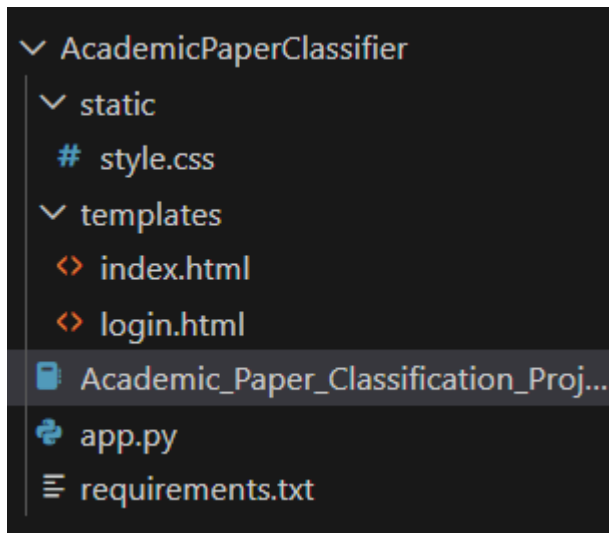 AcademicPaperClassifier
static
# style.css
templates
<> index.html
<> login.html
Academic_Paper_Classification_Proj...
app.py
requirements.txt